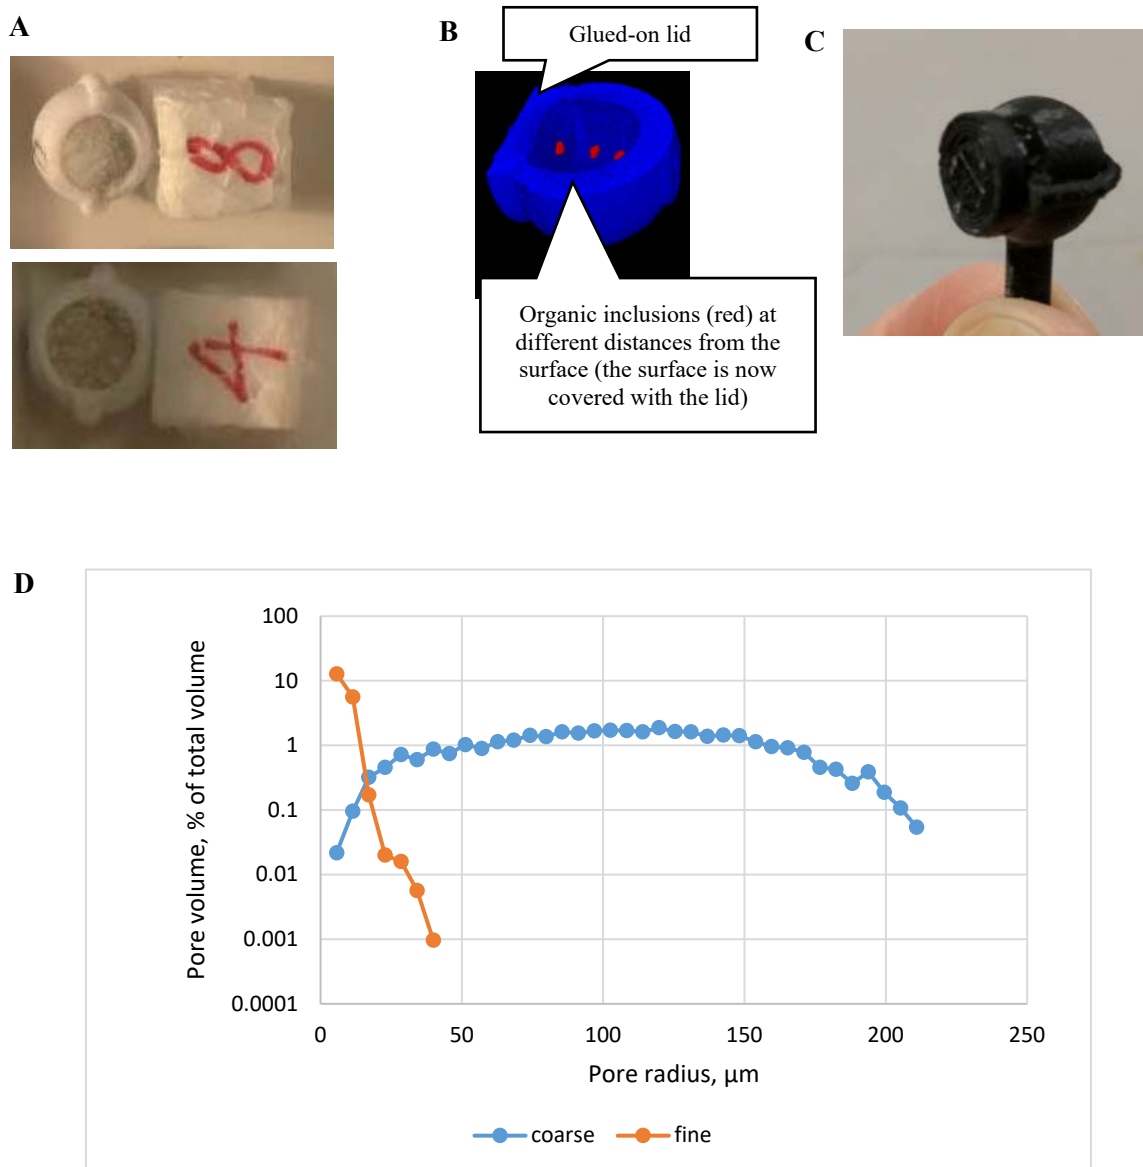 A
B
C
Glued-on lid
8
4
Organic inclusions (red) at
different distances from the
surface (the surface is now
covered with the lid)
D
Pore volume, % of total volume
100
10
1
0.1
0.01
0.001
0.0001
0
50
100
150
200
250
Pore radius, µm
coarse
fine